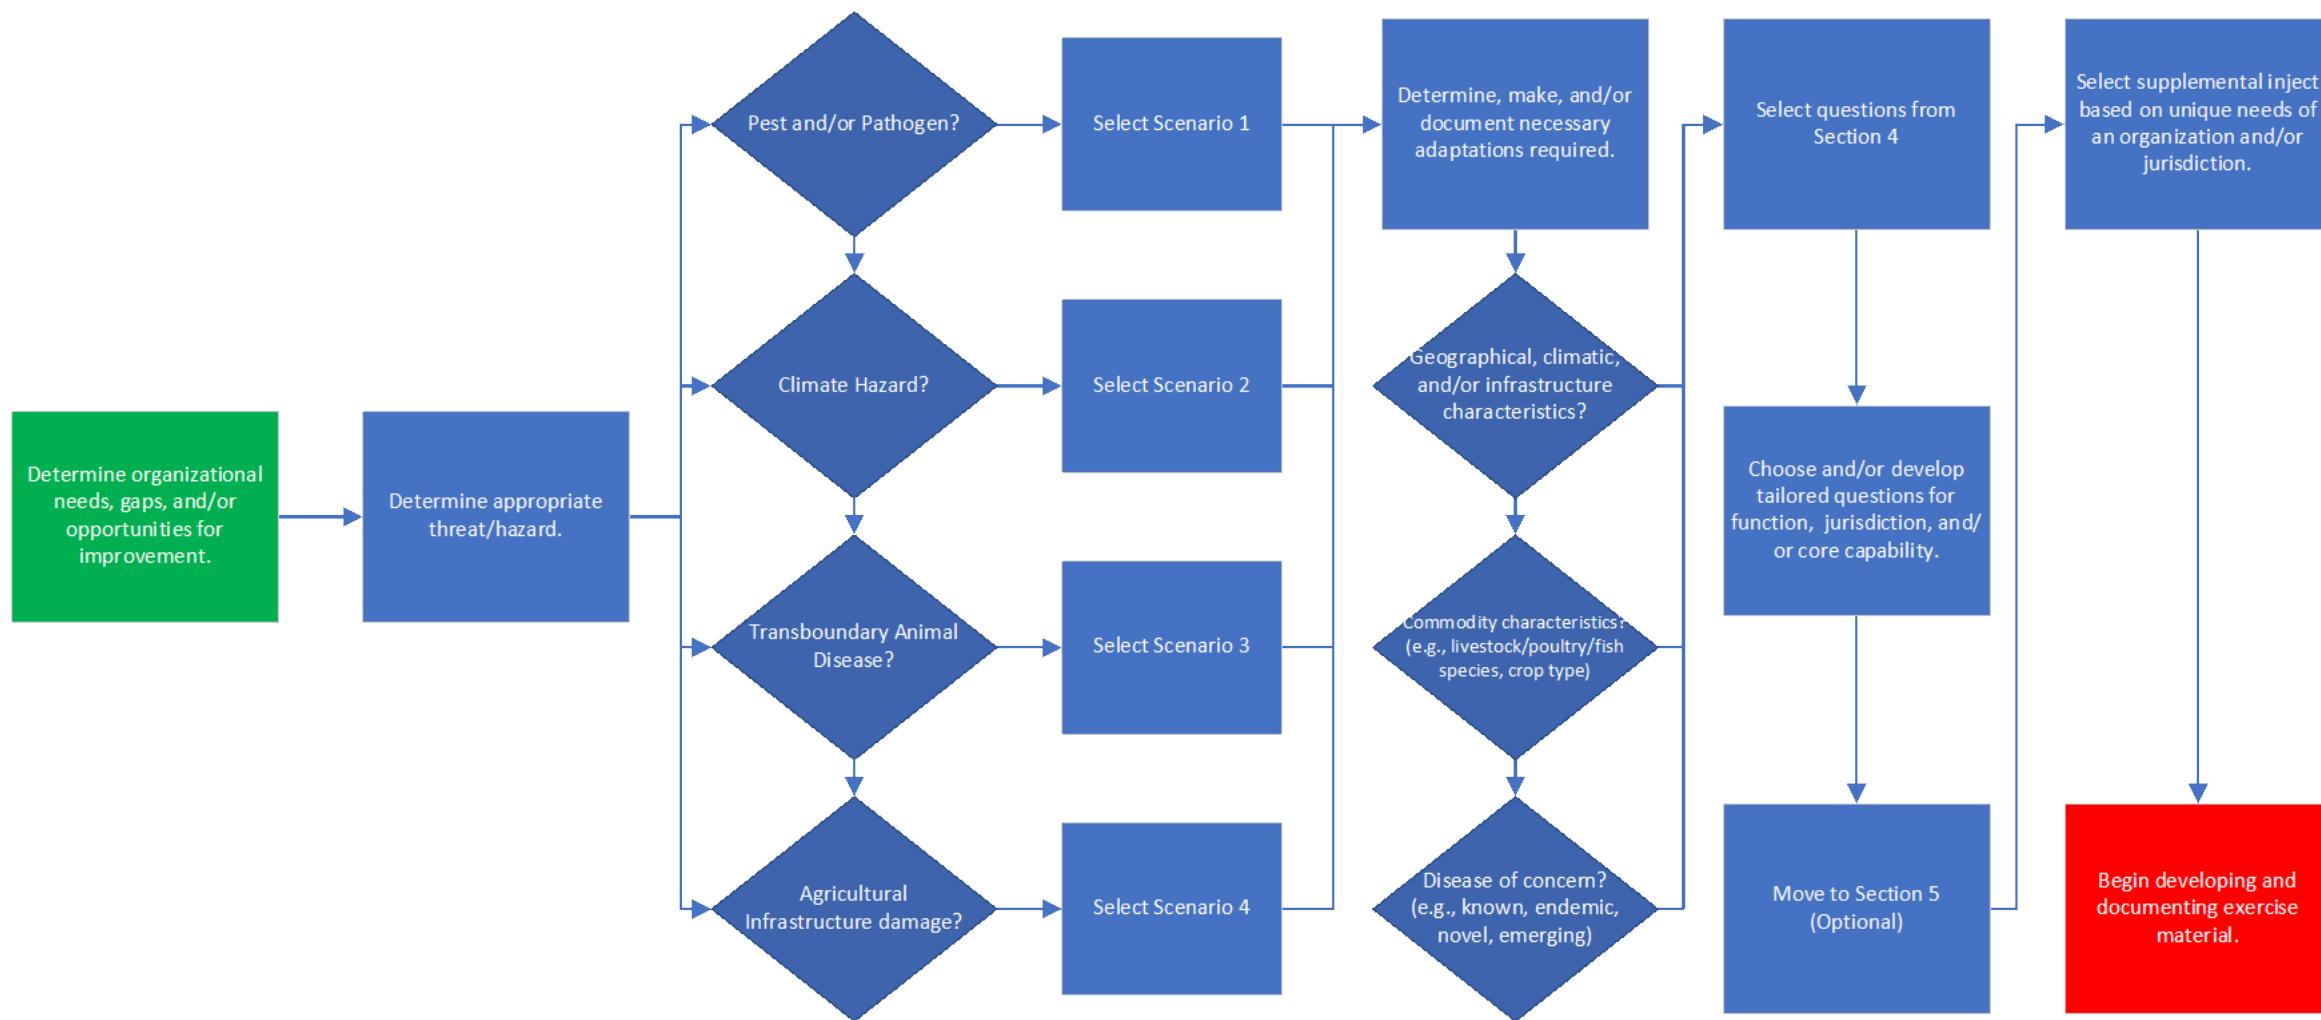 Determine organizational
needs, gaps, and/or
opportunities for
improvement.
Determine appropriate
threat/hazard.
Pest and/or Pathogen?
Climate Hazard?
Transboundary Animal
Disease?
Agricultural
Infrastructure damage?
Select Scenario 1
Select Scenario 2
Select Scenario 3
Select Scenario 4
Determine, make, and/or
document necessary
adaptations required.
Geographical, climatic,
and/or infrastructure
characteristics?
Commodity characteristics?
(e.g., livestock/poultry/fish
species, crop type)
Disease of concern?
(e.g., known, endemic,
novel, emerging)
Select questions from
Section 4
Choose and/or develop
tailored questions for
function, jurisdiction, and/
or core capability.
Move to Section 5
(Optional)
Select supplemental inject
based on unique needs of
an organization and/or
jurisdiction.
Begin developing and
documenting exercise
material.